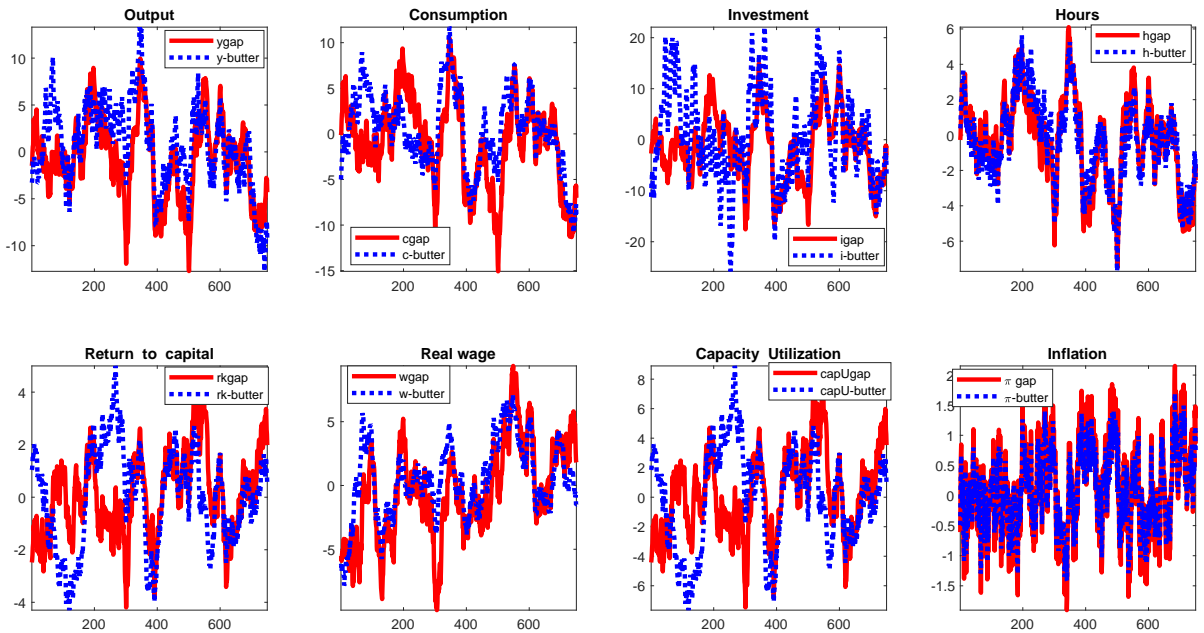 Output
Consumption
Investment
Hours
ygap
y-butter
cgap
c-butter
igap
i-butter
hgap
h-butter
10
5
0
-5
-10
200
400
600
10
5
0
-5
-10
-15
200
400
600
20
10
0
-10
-20
200
400
600
6
4
2
0
-2
-4
-6
200
400
600
Return to capital
Real wage
Capacity Utilization
Inflation
rkgap
rk-butter
wgap
w-butter
capUgap
capU-butter
π gap
π-butter
4
2
0
-2
-4
200
400
600
5
0
-5
200
400
600
8
6
4
2
0
-2
-4
-6
200
400
600
2
1.5
1
0.5
0
-0.5
-1
-1.5
200
400
600